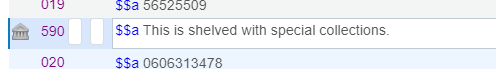 019 $$a 56525509
590 $$a This is shelved with special collections.
020 $$a 0606313478